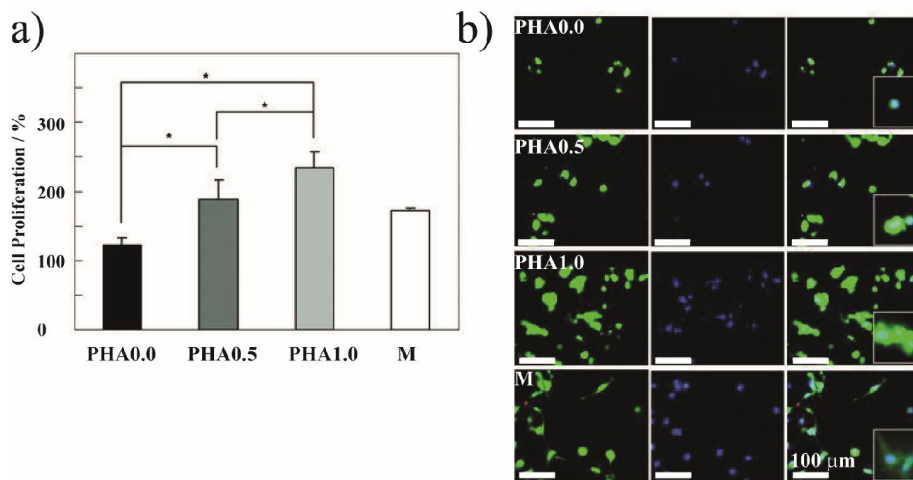 a)
Cell Proliferation / %
300
200
100
0
*
*
*
PHA0.0 PHA0.5 PHA1.0 M
b)
PHA0.0
PHA0.5
PHA1.0
M
100 μm